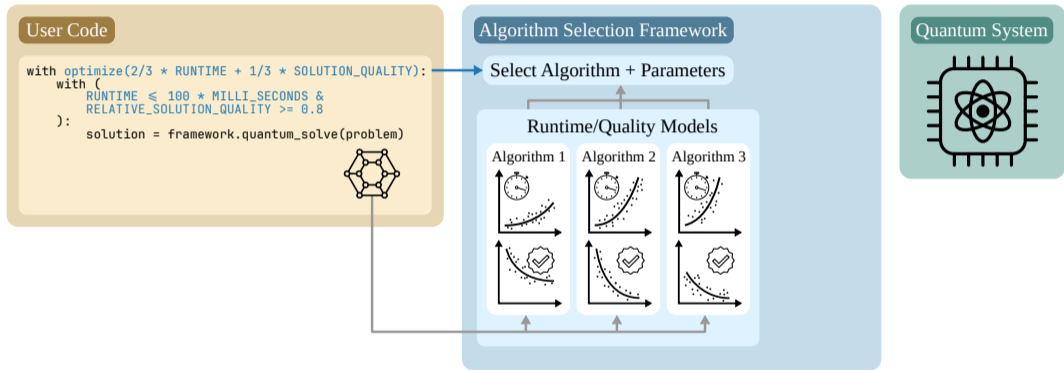 User Code
with optimize(2/3 * RUNTIME + 1/3 * SOLUTION_QUALITY):
with (
RUNTIME ⩽ 100 * MILLI_SECONDS &
RELATIVE_SOLUTION_QUALITY >= 0.8
):
solution = framework.quantum_solve(problem)
Algorithm Selection Framework
Select Algorithm + Parameters
Runtime/Quality Models
Algorithm 1
Algorithm 2
Algorithm 3
Quantum System